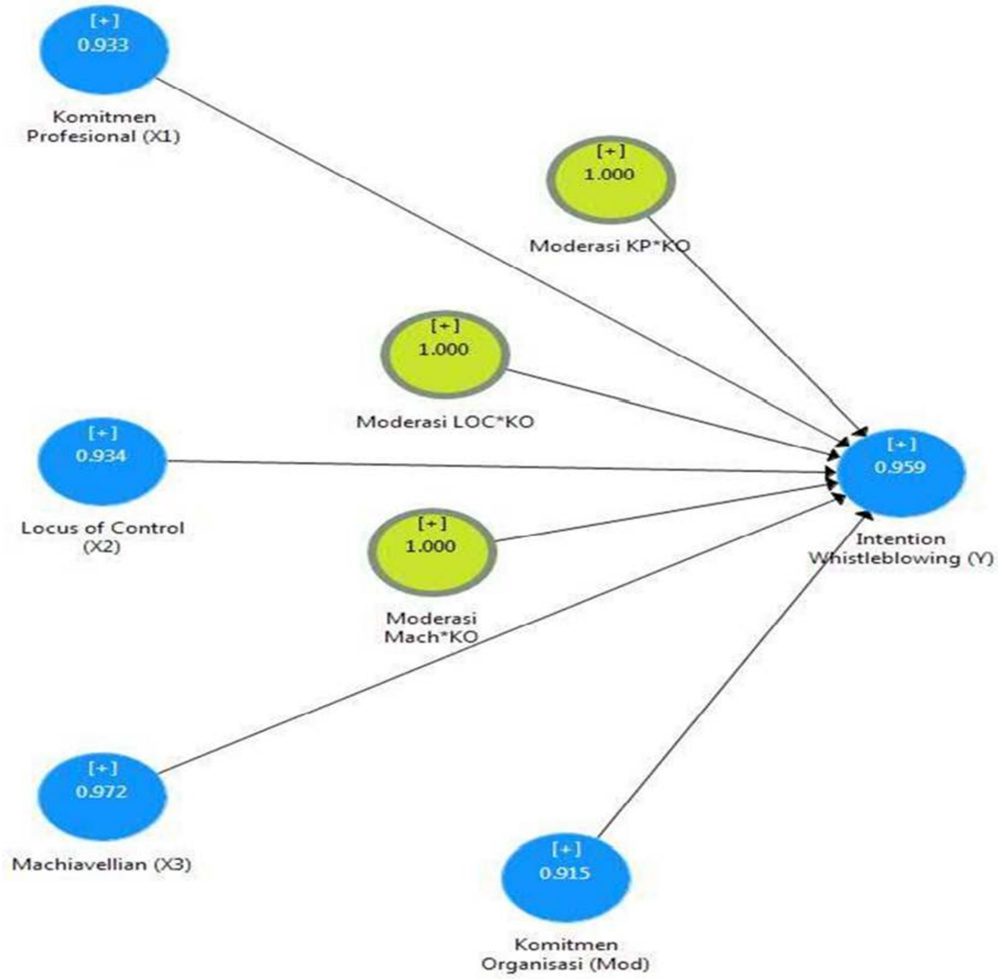 [+]
0.933
Komitmen
Profesional (X1)
[+]
1.000
Moderasi KP*KO
[+]
1.000
Moderasi LOC*KO
[+]
0.934
Locus of Control
(X2)
[+]
1.000
Moderasi
Mach*KO
[+]
0.959
Intention
Whistleblowing (Y)
[+]
0.972
Machiavellian (X3)
[+]
0.915
Komitmen
Organisasi (Mod)